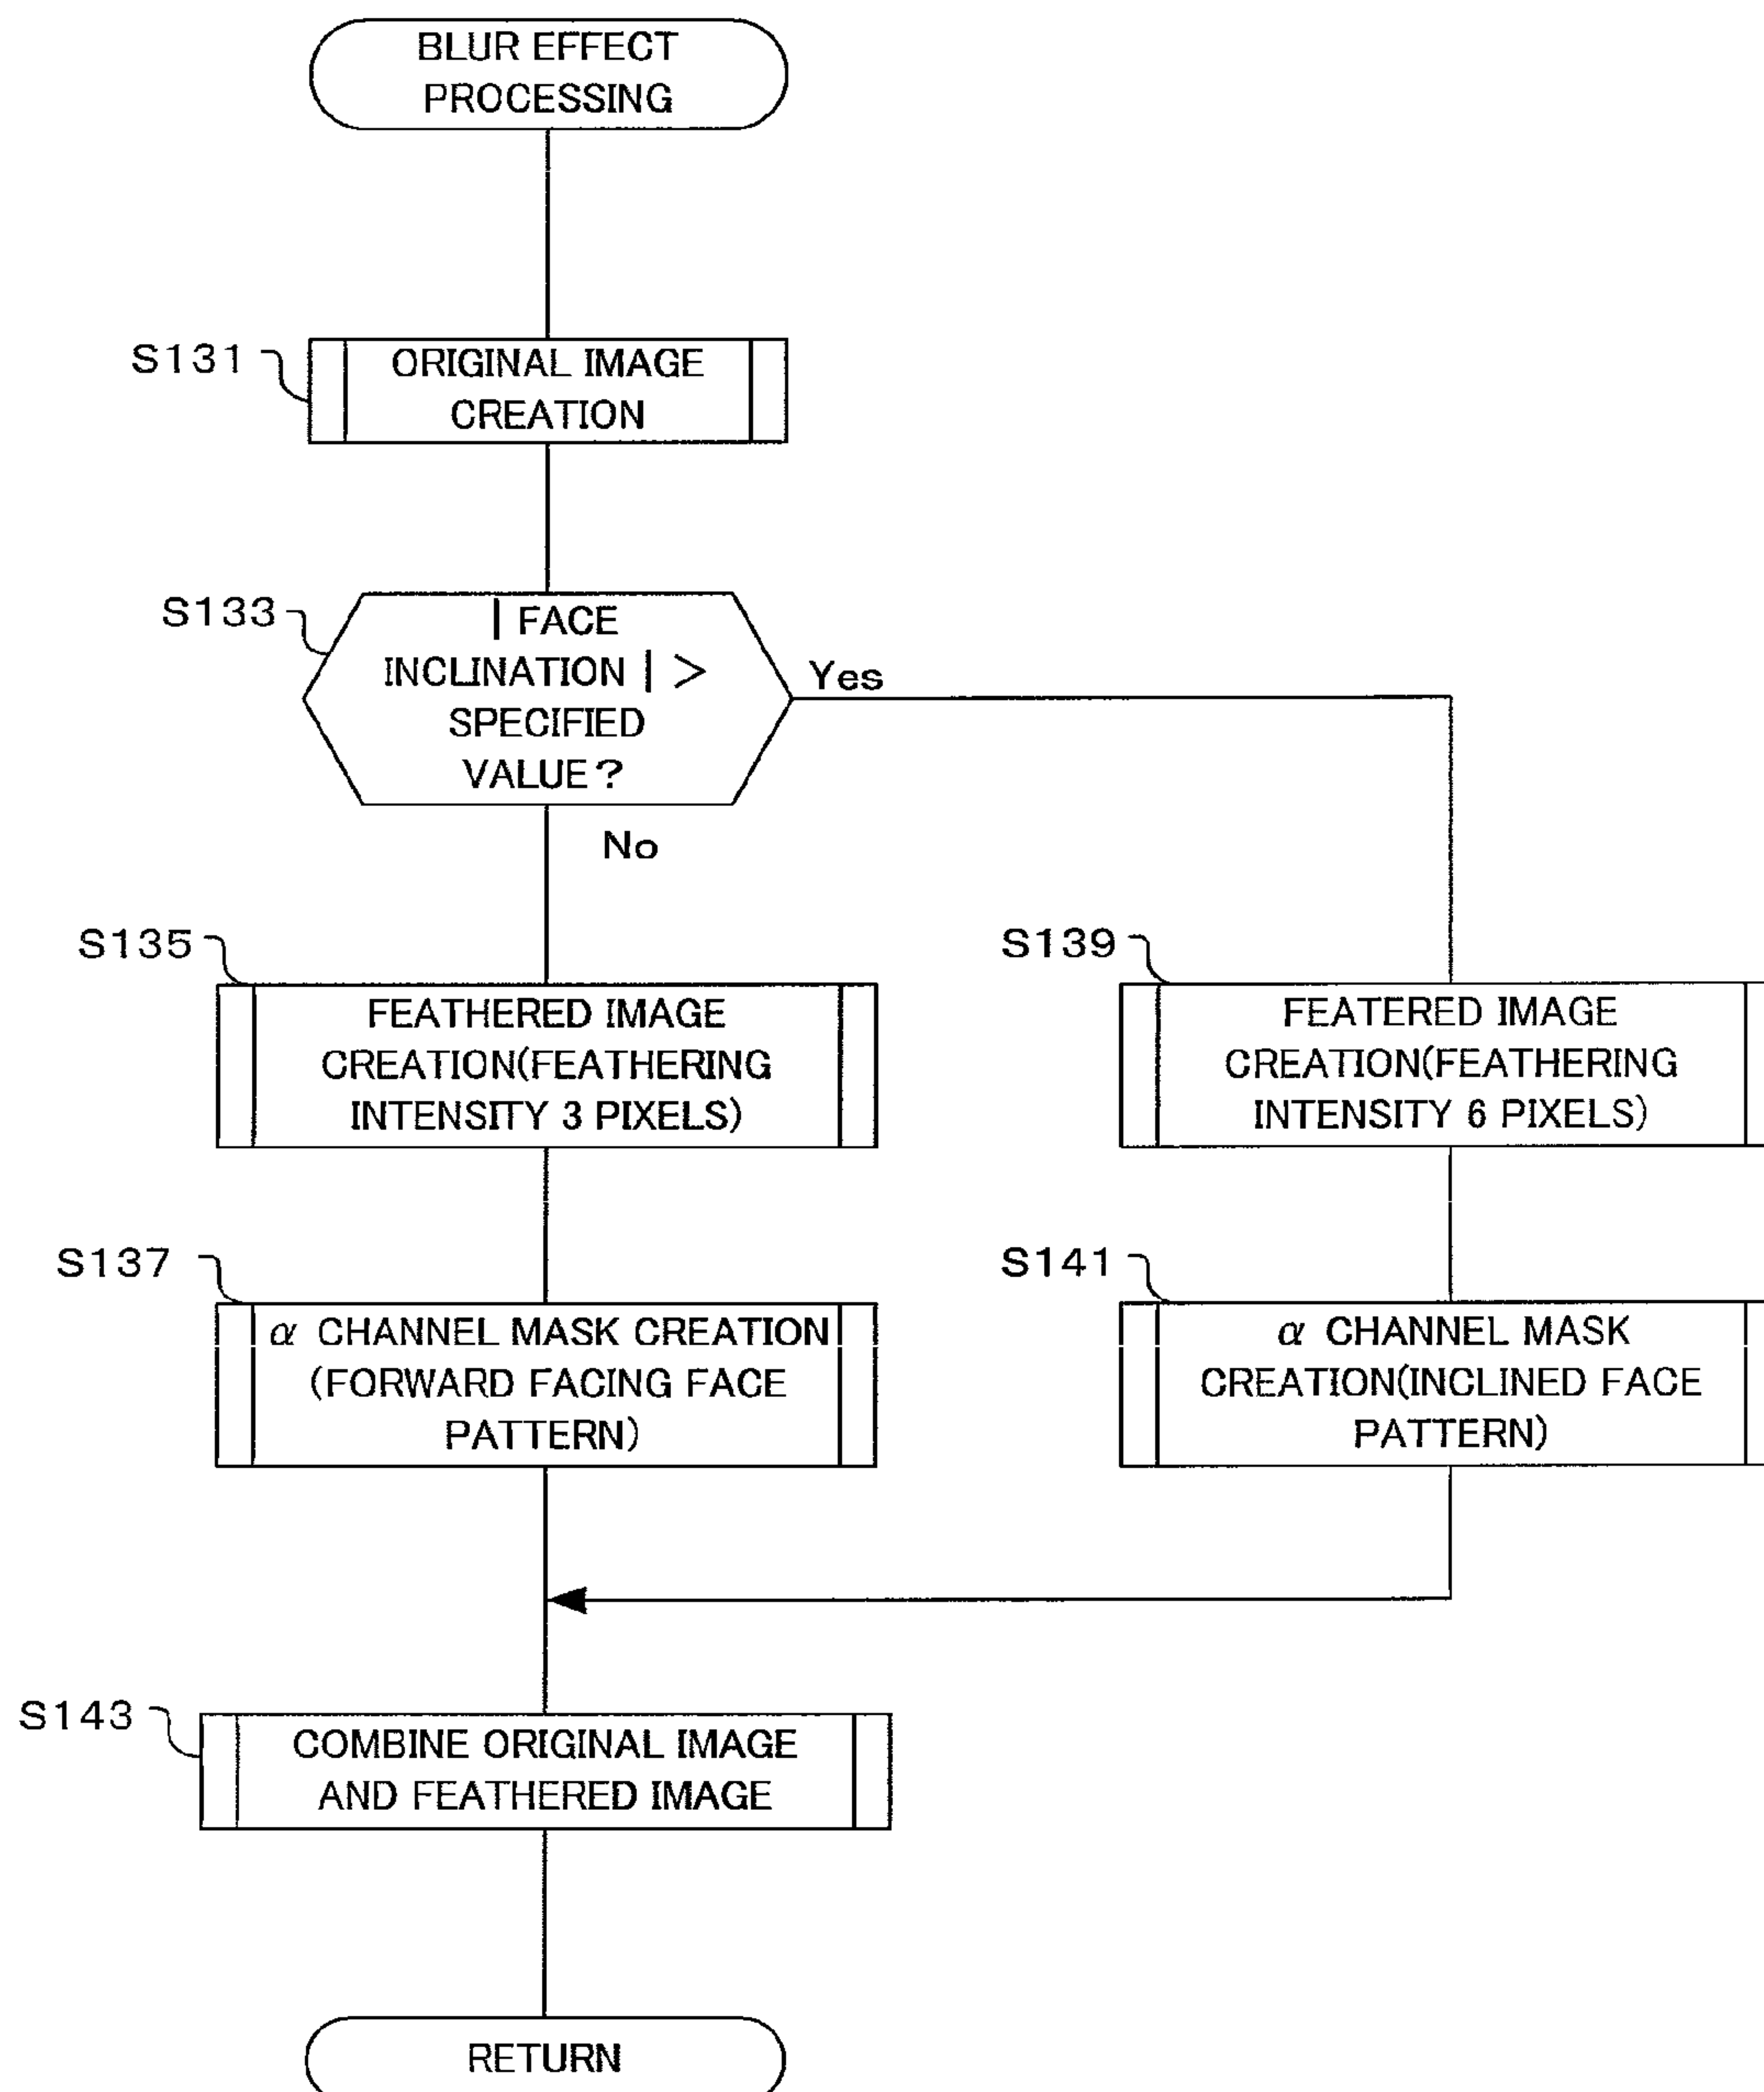 BLUR EFFECT
PROCESSING
S131
ORIGINAL IMAGE
CREATION
S133
| FACE
INCLINATION | >
SPECIFIED
VALUE?
Yes
No
S135
FEATHERED IMAGE
CREATION(FEATHERING
INTENSITY 3 PIXELS)
S139
FEATERED IMAGE
CREATION(FEATHERING
INTENSITY 6 PIXELS)
S137
α CHANNEL MASK CREATION
(FORWARD FACING FACE
PATTERN)
S141
α CHANNEL MASK
CREATION(INCLINED FACE
PATTERN)
S143
COMBINE ORIGINAL IMAGE
AND FEATHERED IMAGE
RETURN